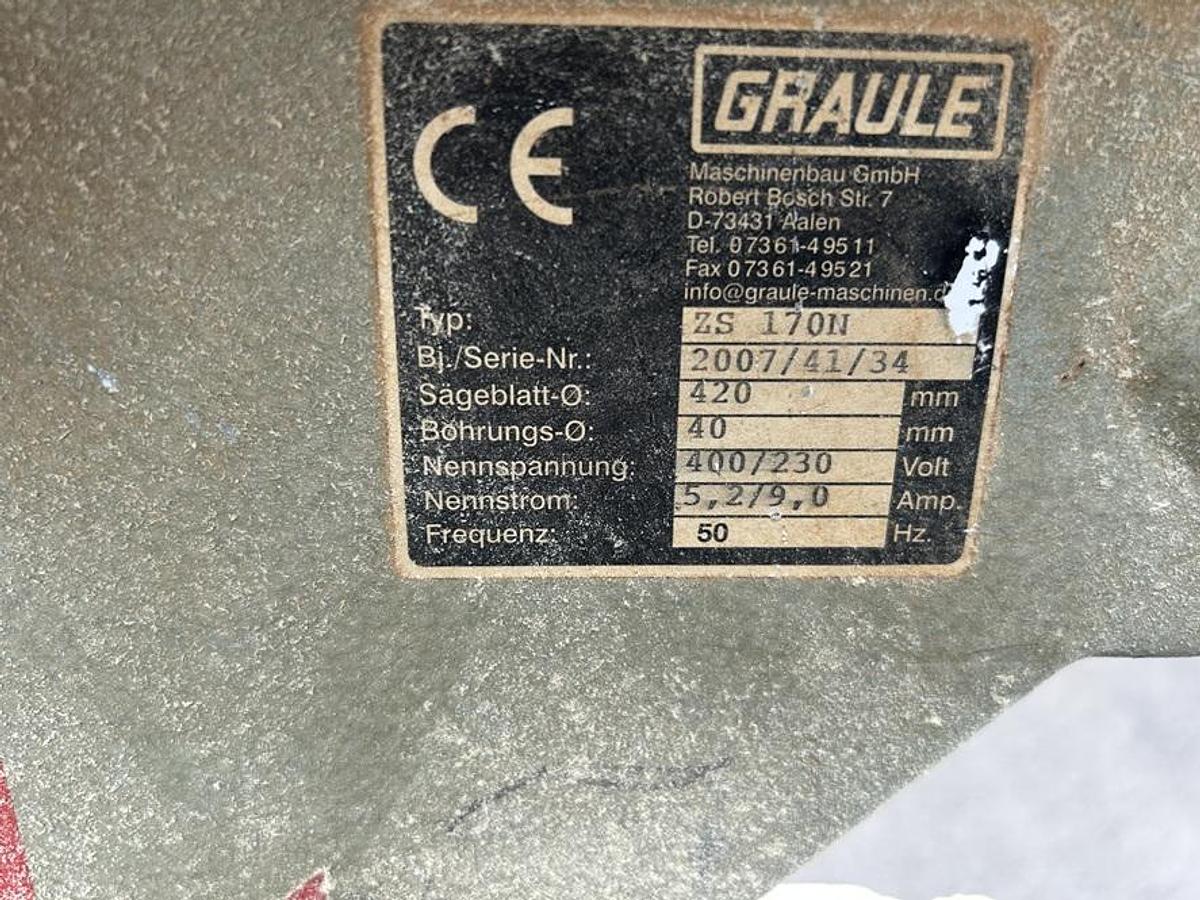 CE
GRAULE
Maschinenbau GmbH
Robert Bosch Str. 7
D-73431 Aalen
Tel. 07361-49511
Fax 07361-49521
info@graule-maschinen.d
Typ: ZS 170N
Bj./Serie-Nr.: 2007/41/34
Sägeblatt-Ø: 420 mm
Bohrungs-Ø: 40 mm
Nennspannung: 400/230 Volt
Nennstrom: 5,2/9,0 Amp.
Frequenz: 50 Hz.